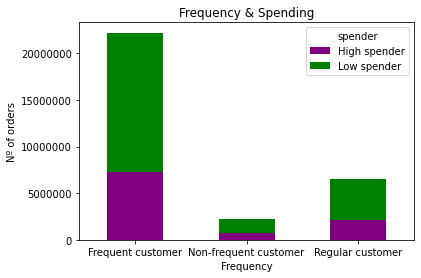 Frequency & Spending
spender
High spender
Low spender
Nº of orders
20000000
15000000
10000000
5000000
0
Frequent customer
Non-frequent customer
Regular customer
Frequency